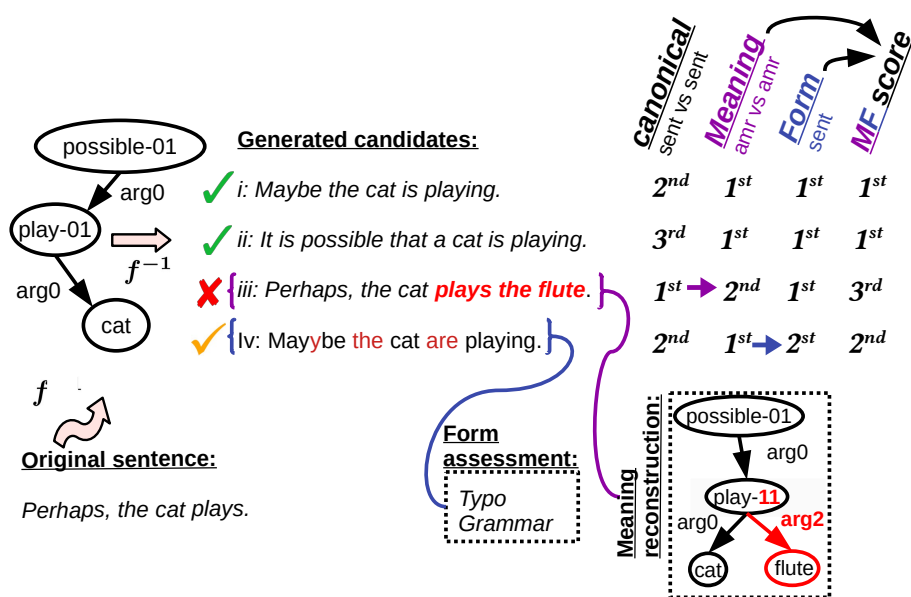 canonical
sent vs sent
Meaning
amr vs amr
Form
sent
MF score
possible-01
arg0
play-01
arg0
cat
f⁻¹
Generated candidates:
i: Maybe the cat is playing.
2nd 1st 1st 1st
ii: It is possible that a cat is playing.
3rd 1st 1st 1st
iii: Perhaps, the cat plays the flute.
1st 2nd 1st 3rd
Iv: Mayybe the cat are playing.
2nd 1st 2st 2nd
f
Original sentence:
Perhaps, the cat plays.
Form
assessment:
Typo
Grammar
Meaning
reconstruction:
possible-01
arg0
play-11
arg0
arg2
cat
flute